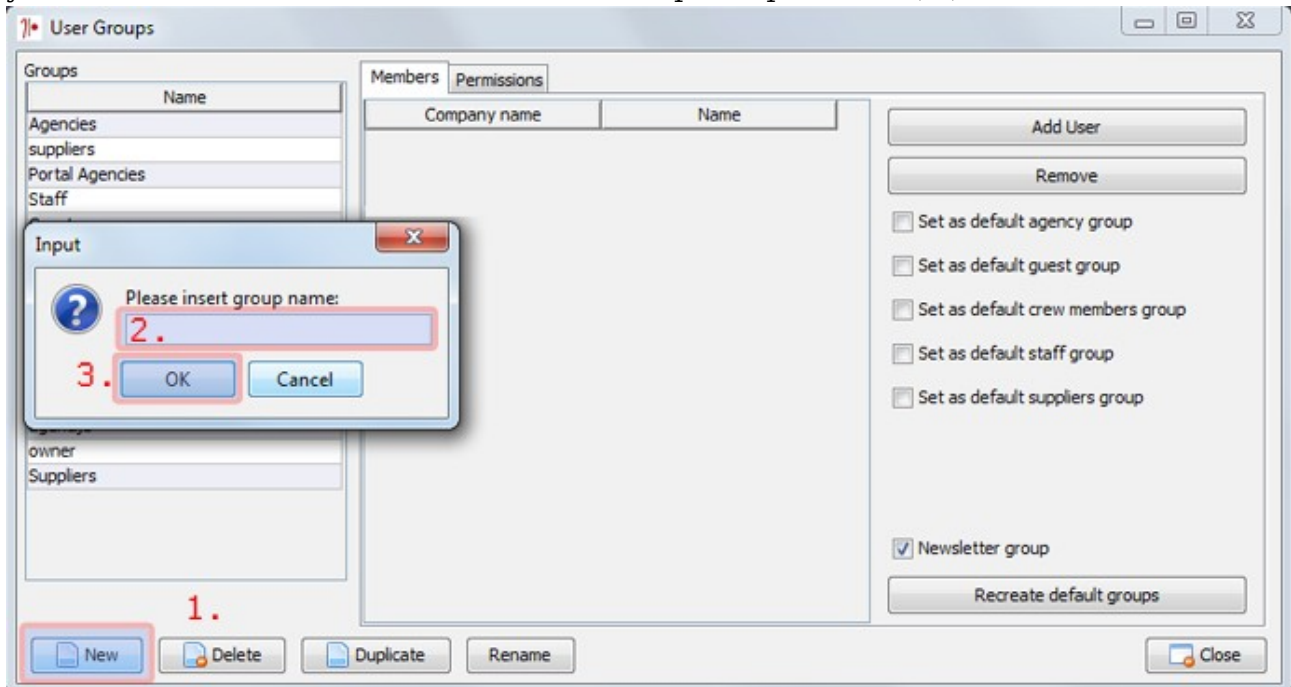 User Groups
Groups
Name
Agencies
suppliers
Portal Agencies
Staff
owner
Suppliers
Members Permissions
Company name Name
Add User
Remove
Set as default agency group
Set as default guest group
Set as default crew members group
Set as default staff group
Set as default suppliers group
Newsletter group
Recreate default groups
Input
Please insert group name:
2.
3. OK Cancel
1.
New Delete Duplicate Rename Close